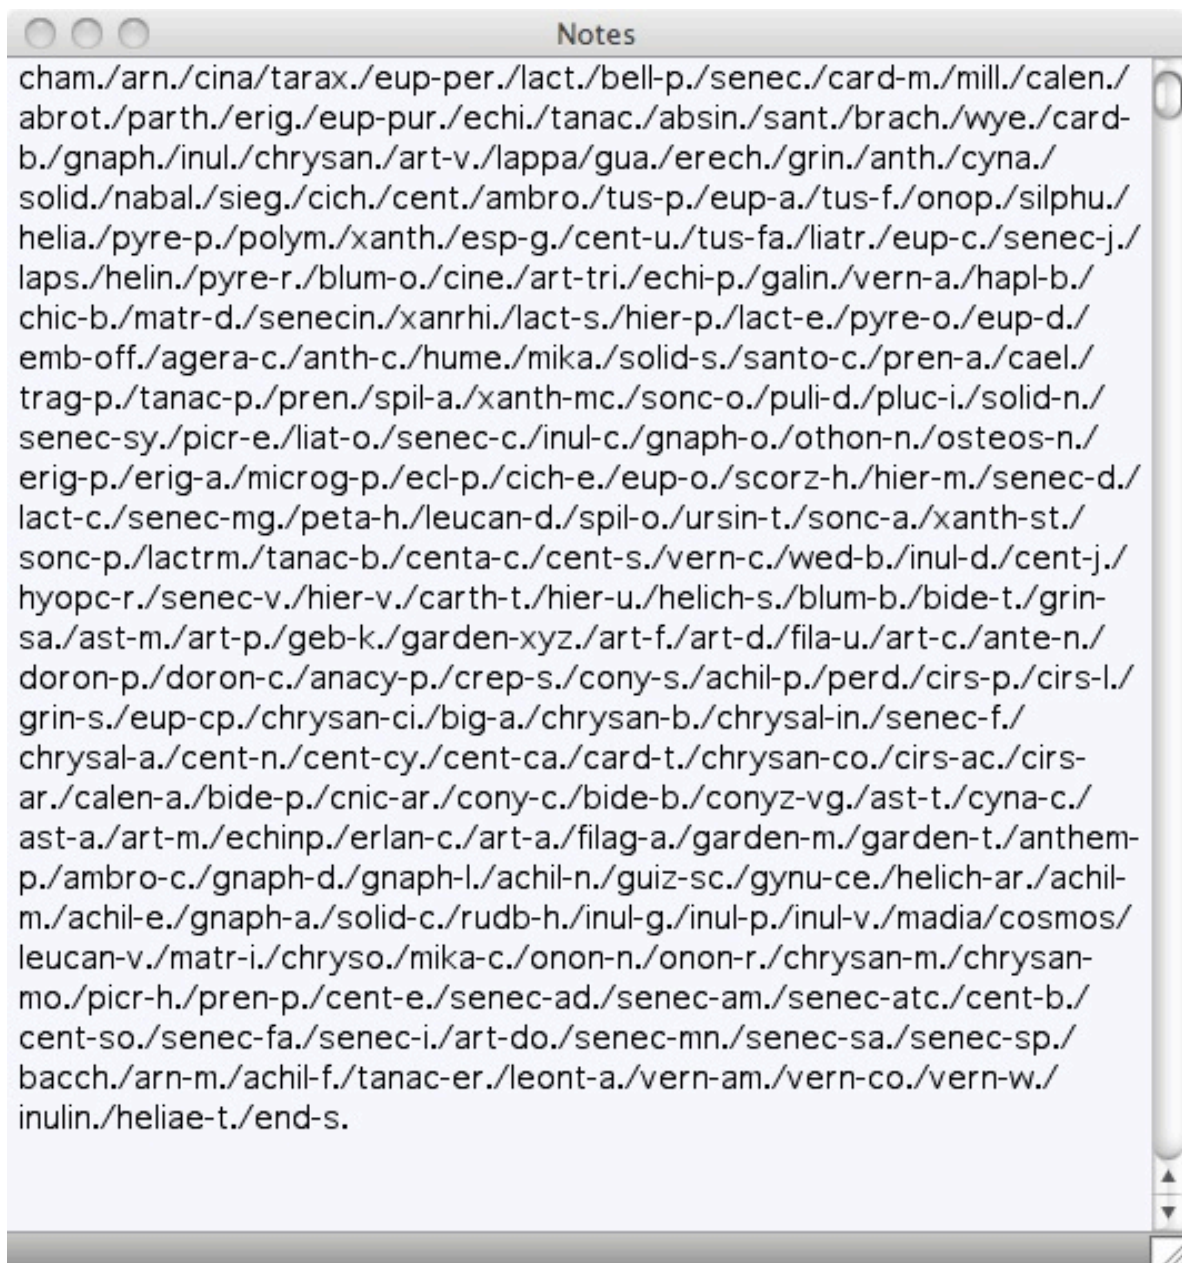 Notes
cham./arn./cina/tarax./eup-per./lact./bell-p./senec./card-m./mill./calen./
abrot./parth./erig./eup-pur./echi./tanac./absin./sant./brach./wye./card-
b./gnaph./inul./chrysan./art-v./lappa/gua./erech./grin./anth./cyna./
solid./nabal./sieg./cich./cent./ambro./tus-p./eup-a./tus-f./onop./silphu./
helia./pyre-p./polym./xanth./esp-g./cent-u./tus-fa./liatr./eup-c./senec-j./
laps./helin./pyre-r./blum-o./cine./art-tri./echi-p./galin./vern-a./hapl-b./
chic-b./matr-d./senecin./xanrhi./lact-s./hier-p./lact-e./pyre-o./eup-d./
emb-off./agera-c./anth-c./hume./mika./solid-s./santo-c./pren-a./cael./
trag-p./tanac-p./pren./spil-a./xanth-mc./sonc-o./puli-d./pluc-i./solid-n./
senec-sy./picr-e./liat-o./senec-c./inul-c./gnaph-o./othon-n./osteos-n./
erig-p./erig-a./microg-p./ecl-p./cich-e./eup-o./scorz-h./hier-m./senec-d./
lact-c./senec-mg./peta-h./leucan-d./spil-o./ursin-t./sonc-a./xanth-st./
sonc-p./lactrm./tanac-b./centa-c./cent-s./vern-c./wed-b./inul-d./cent-j./
hyopc-r./senec-v./hier-v./carth-t./hier-u./helich-s./blum-b./bide-t./grin-
sa./ast-m./art-p./geb-k./garden-xyz./art-f./art-d./fila-u./art-c./ante-n./
doron-p./doron-c./anacy-p./crep-s./cony-s./achil-p./perd./cirs-p./cirs-l./
grin-s./eup-cp./chrysan-ci./big-a./chrysan-b./chrysal-in./senec-f./
chrysal-a./cent-n./cent-cy./cent-ca./card-t./chrysan-co./cirs-ac./cirs-
ar./calen-a./bide-p./cnic-ar./cony-c./bide-b./conyz-vg./ast-t./cyna-c./
ast-a./art-m./echinp./erlan-c./art-a./filag-a./garden-m./garden-t./anthem-
p./ambro-c./gnaph-d./gnaph-l./achil-n./guiz-sc./gynu-ce./helich-ar./achil-
m./achil-e./gnaph-a./solid-c./rudb-h./inul-g./inul-p./inul-v./madia/cosmos/
leucan-v./matr-i./chryso./mika-c./onon-n./onon-r./chrysan-m./chrysan-
mo./picr-h./pren-p./cent-e./senec-ad./senec-am./senec-atc./cent-b./
cent-so./senec-fa./senec-i./art-do./senec-mn./senec-sa./senec-sp./
bacch./arn-m./achil-f./tanac-er./leont-a./vern-am./vern-co./vern-w./
inulin./heliae-t./end-s.